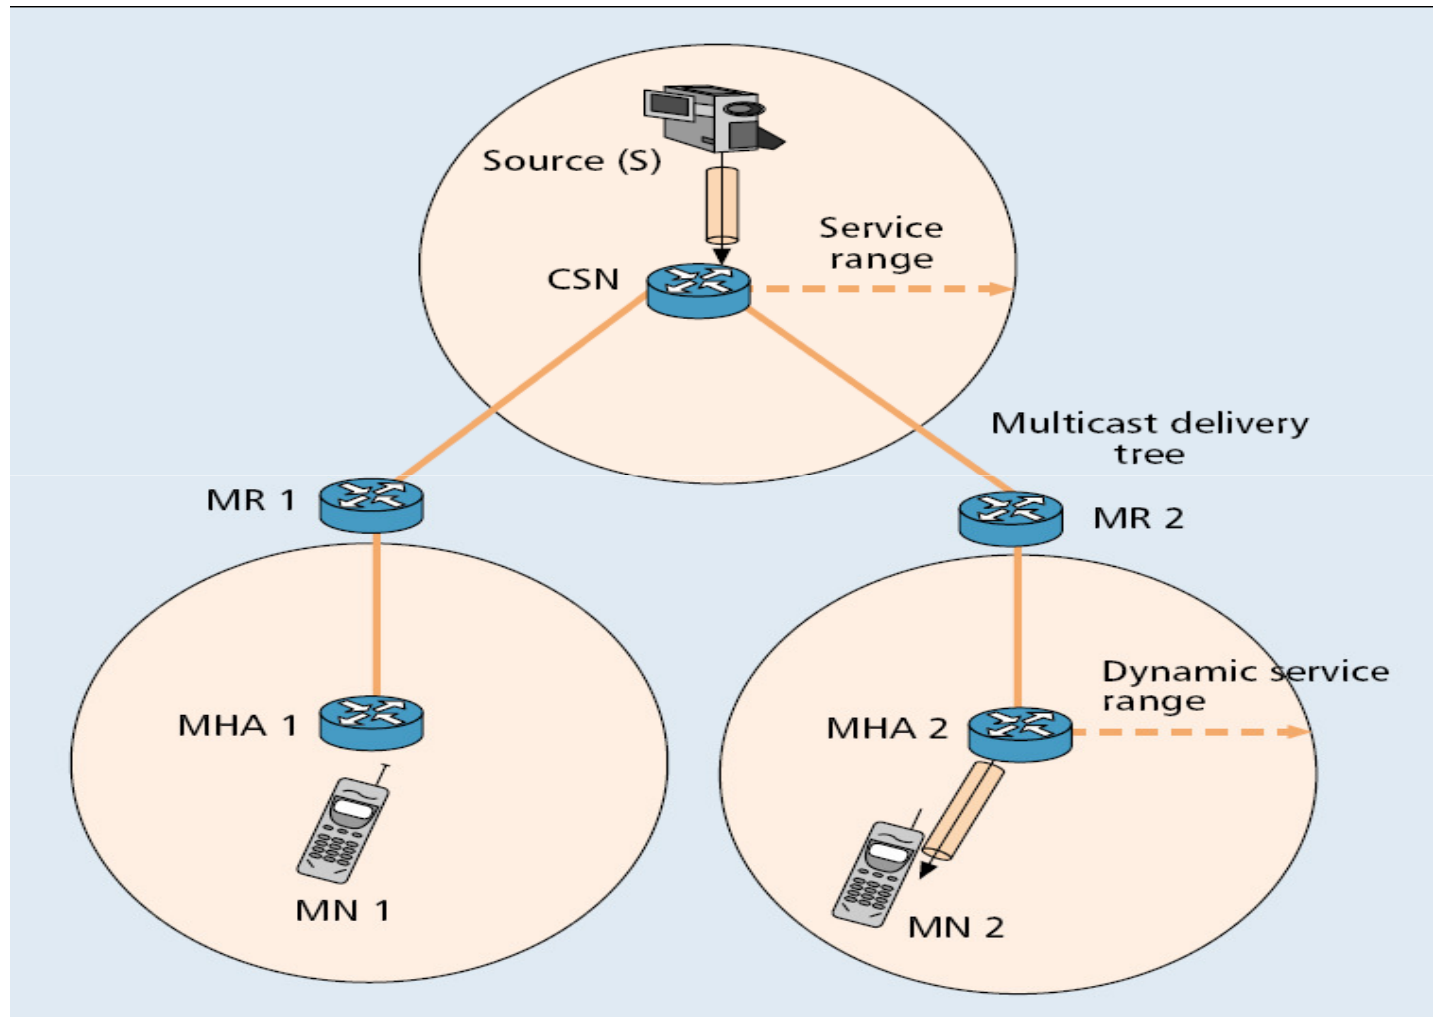 Source (S)
Service
range
CSN
Multicast delivery
tree
MR 1
MR 2
Dynamic service
range
MHA 1
MHA 2
MN 1
MN 2